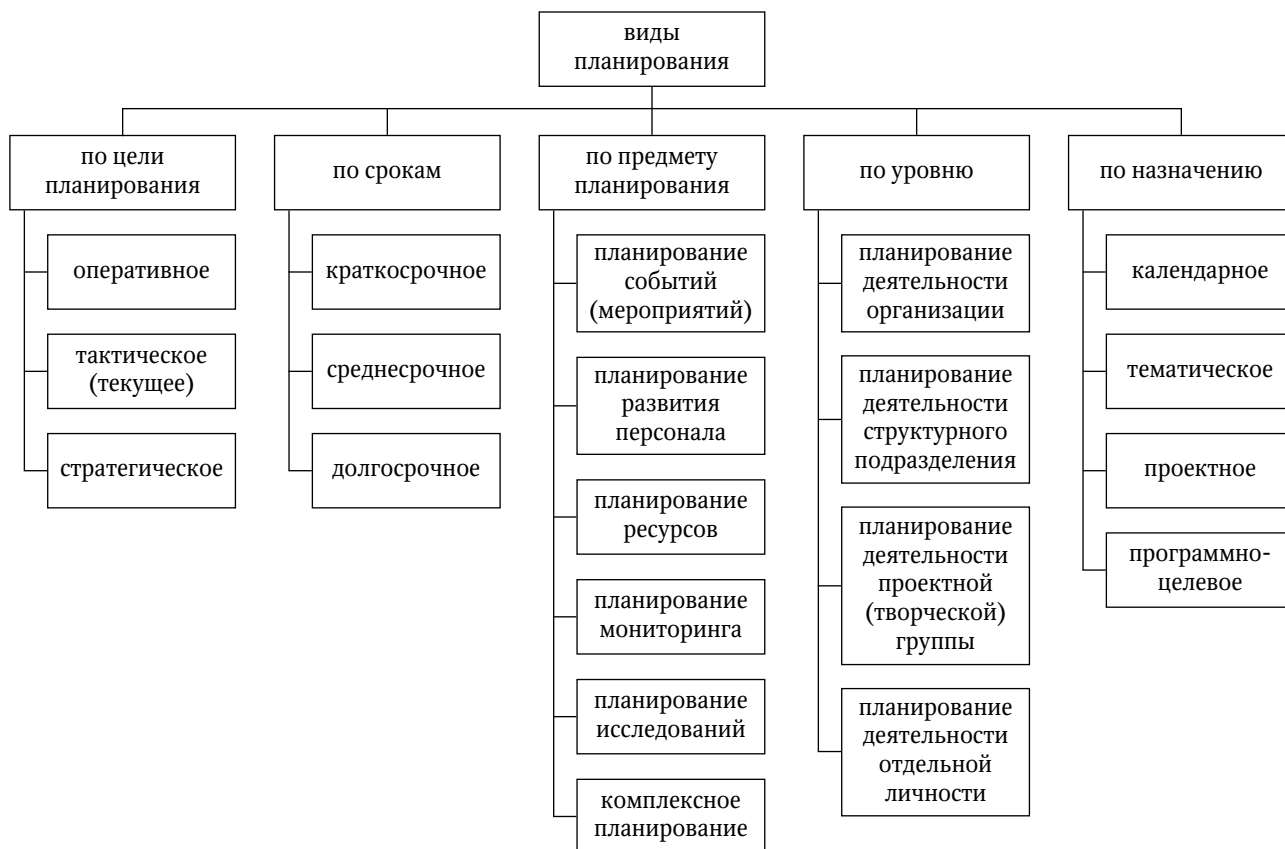 виды
планирования
по цели
планирования
оперативное
тактическое
(текущее)
стратегическое
по срокам
краткосрочное
среднесрочное
долгосрочное
по предмету
планирования
планирование
событий
(мероприятий)
планирование
развития
персонала
планирование
ресурсов
планирование
мониторинга
планирование
исследований
комплексное
планирование
по уровню
планирование
деятельности
организации
планирование
деятельности
структурного
подразделения
планирование
деятельности
проектной
(творческой)
группы
планирование
деятельности
отдельной
личности
по назначению
календарное
тематическое
проектное
программно-
целевое